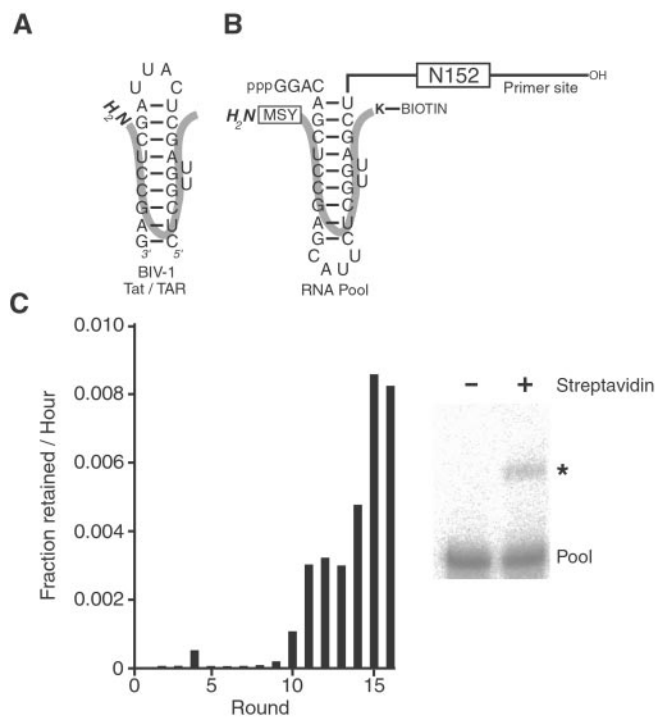 A
B
U A
U C
A U
G C
C G
U A
C G
C G
G C
A U
G C
U
U
3' 5'
H2N
BIV-1
Tat / TAR
pppGGAC
A U
G C
C G
U A
C G
C G
G C
A U
G C
U
U
C U
A U
H2N MSY
K—BIOTIN
N152
Primer site
OH
RNA Pool
C
0.010
0.008
0.006
0.004
0.002
0
Fraction retained / Hour
0 5 10 15
Round
− + Streptavidin
*
Pool